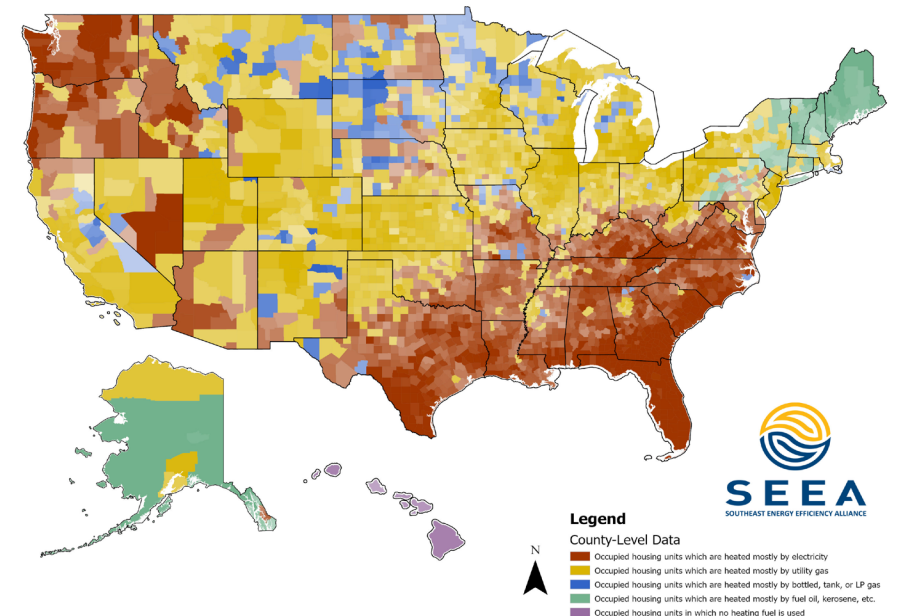 SEEA
SOUTHEAST ENERGY EFFICIENCY ALLIANCE
Legend
County-Level Data
N
Occupied housing units which are heated mostly by electricity
Occupied housing units which are heated mostly by utility gas
Occupied housing units which are heated mostly by bottled, tank, or LP gas
Occupied housing units which are heated mostly by fuel oil, kerosene, etc.
Occupied housing units in which no heating fuel is used